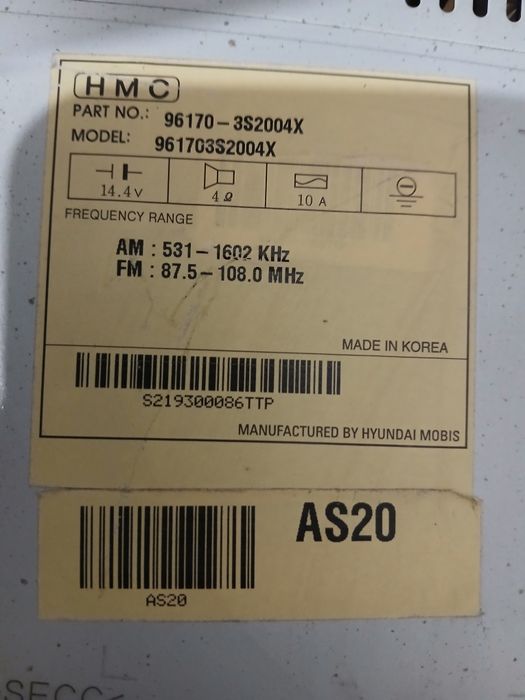 HMC
PART NO.: 96170-3S2004X
MODEL: 961703S2004X
14.4V 4Ω 10 A
FREQUENCY RANGE
AM : 531-1602 KHz
FM : 87.5-108.0 MHz
MADE IN KOREA
S219300086TTP
MANUFACTURED BY HYUNDAI MOBIS
AS20
AS20